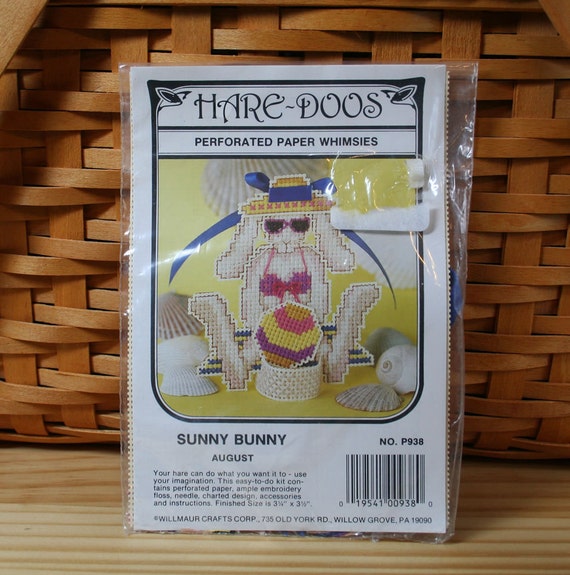 HARE-DOOS
PERFORATED PAPER WHIMSIES
SUNNY BUNNY
NO. P938
AUGUST
Your hare can do what you want it to - use
your imagination. This easy-to-do kit con-
tains perforated paper, ample embroidery
floss, needle, charted design, accessories
and instructions. Finished Size is 3¼" x 3½".
0 19541 00938 0
©WILLMAUR CRAFTS CORP., 735 OLD YORK RD., WILLOW GROVE, PA 19090